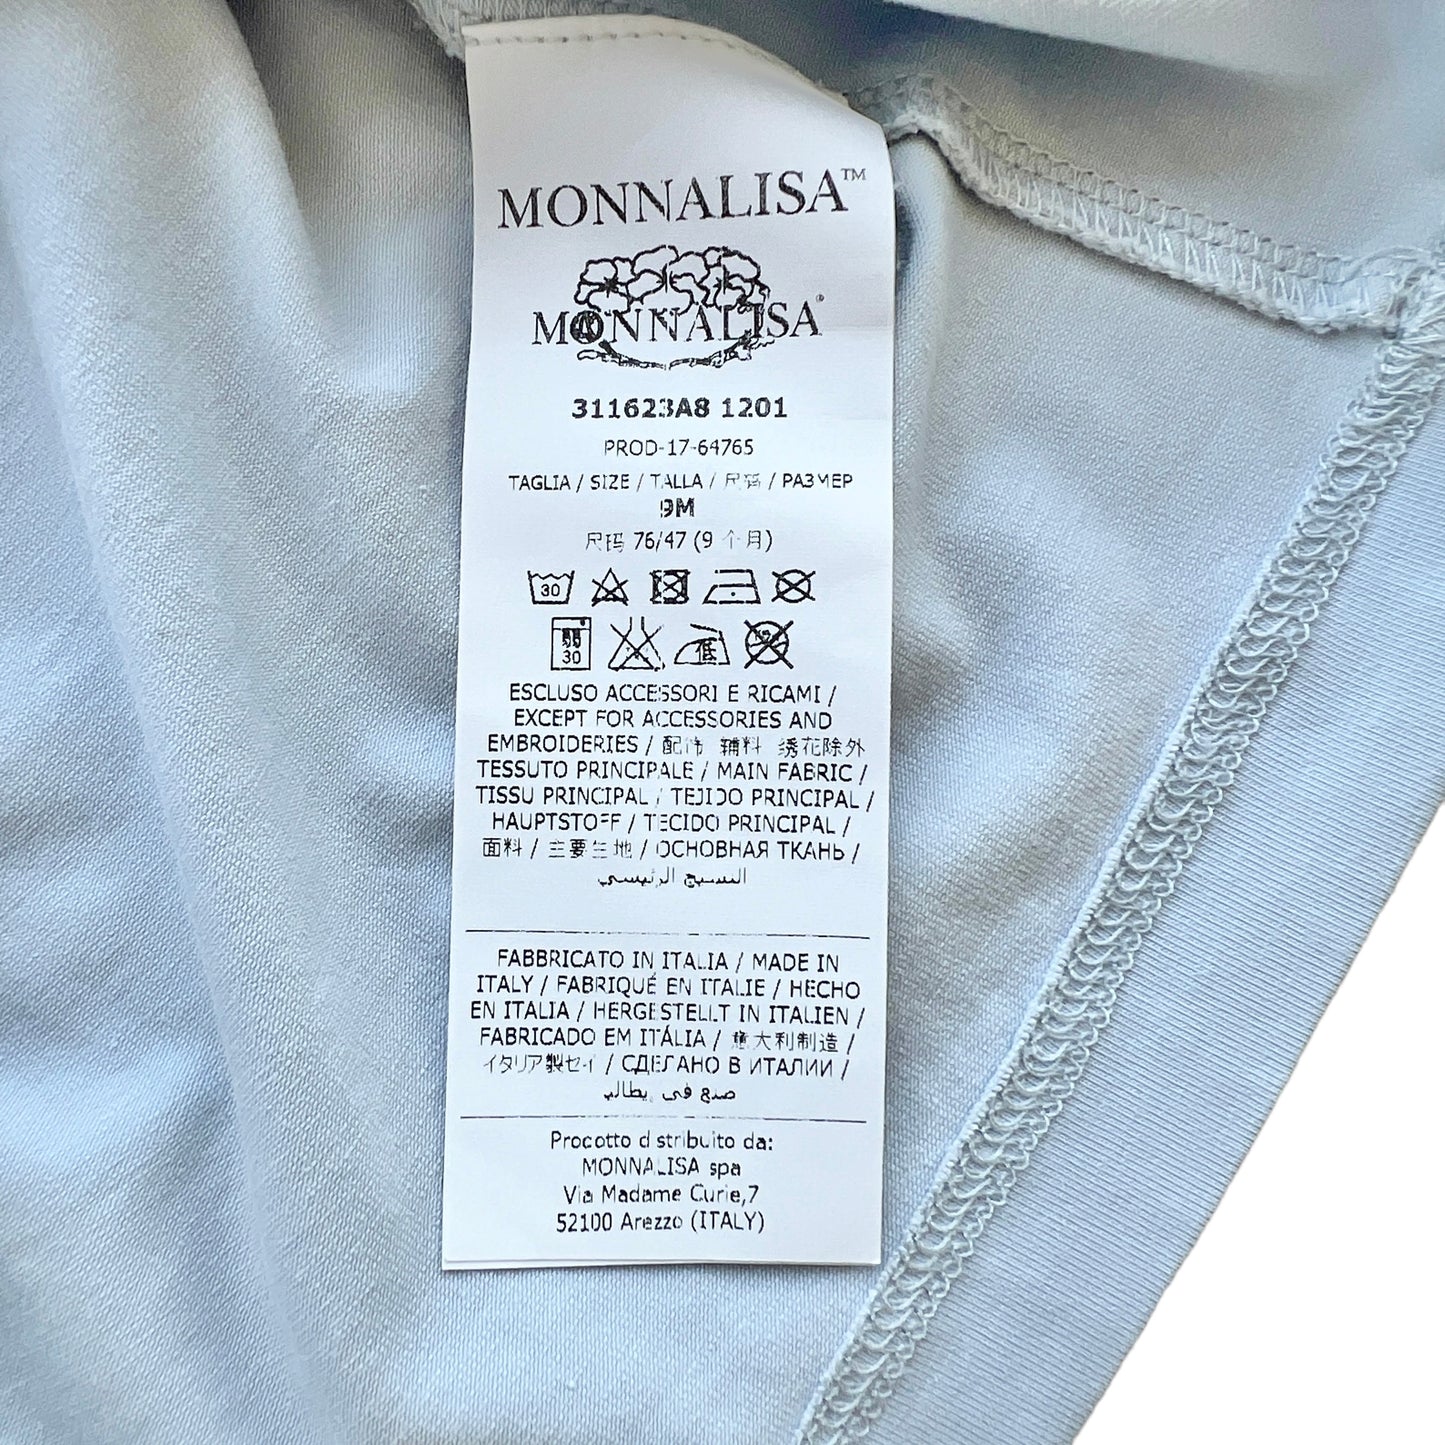 MONNALISA™
MONNALISA®
311623A8 1201
PROD-17-64765
TAGLIA / SIZE / TALLA / 尺码 / РАЗМЕР
9M
尺码 76/47 (9 个月)
30
30 低
ESCLUSO ACCESSORI E RICAMI /
EXCEPT FOR ACCESSORIES AND
EMBROIDERIES / 配饰 辅料 绣花除外
TESSUTO PRINCIPALE / MAIN FABRIC /
TISSU PRINCIPAL / TEJIDO PRINCIPAL /
HAUPTSTOFF / TECIDO PRINCIPAL /
面料 / 主要生地 / ОСНОВНАЯ ТКАНЬ /
النسيج الرئيسي
FABBRICATO IN ITALIA / MADE IN
ITALY / FABRIQUÉ EN ITALIE / HECHO
EN ITALIA / HERGESTELLT IN ITALIEN /
FABRICADO EM ITÁLIA / 意大利制造 /
イタリア製セイ / СДЕЛАНО В ИТАЛИИ /
صنع في إيطاليا
Prodotto distribuito da:
MONNALISA spa
Via Madame Curie,7
52100 Arezzo (ITALY)